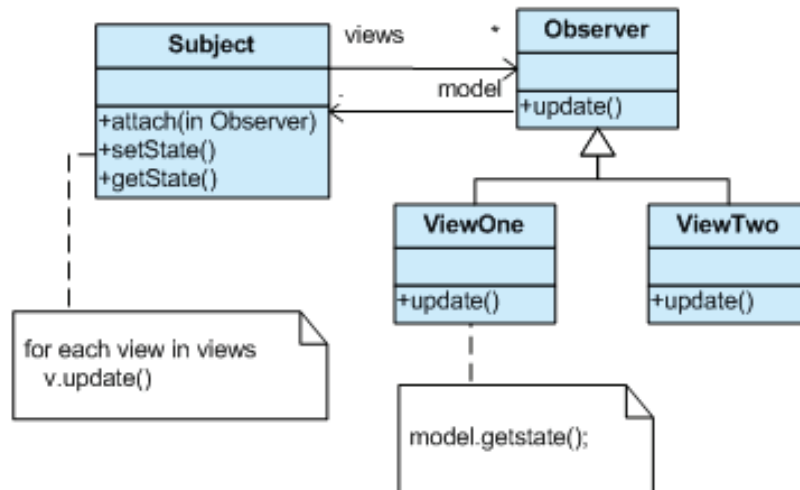 Subject
+attach(in Observer)
+setState()
+getState()
views
*
model
Observer
+update()
ViewOne
+update()
ViewTwo
+update()
for each view in views
v.update()
model.getstate();